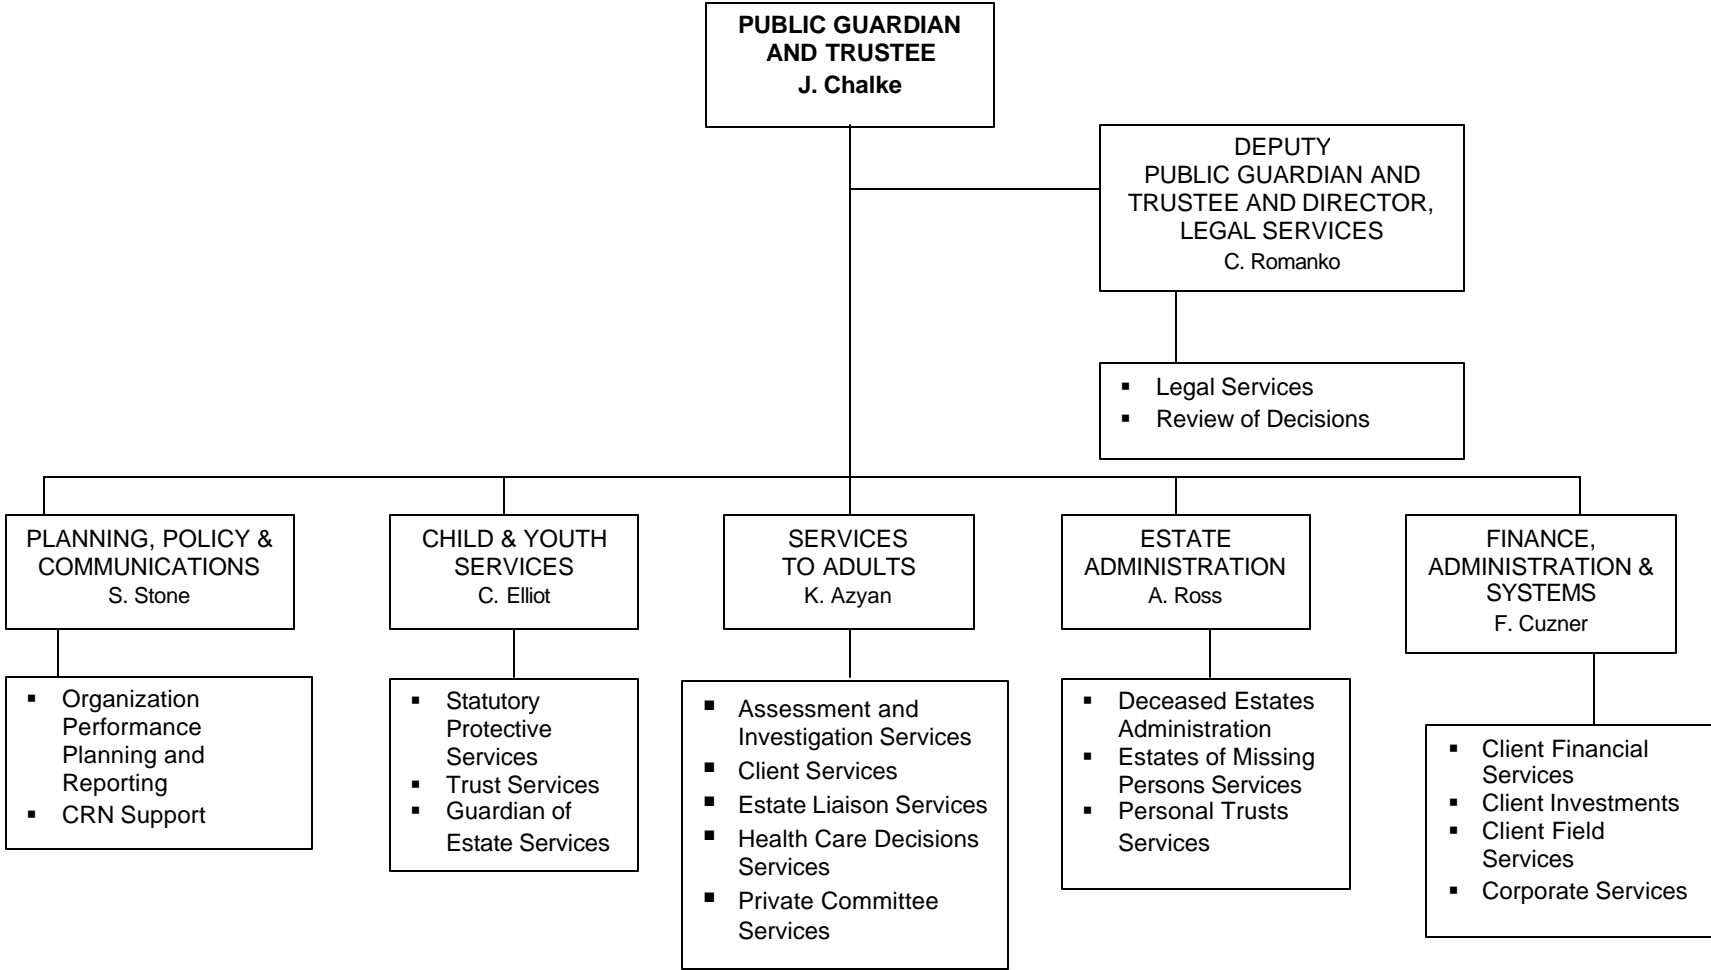 PUBLIC GUARDIAN
AND TRUSTEE
J. Chalke
DEPUTY
PUBLIC GUARDIAN AND
TRUSTEE AND DIRECTOR,
LEGAL SERVICES
C. Romanko
▪ Legal Services
▪ Review of Decisions
PLANNING, POLICY &
COMMUNICATIONS
S. Stone
▪ Organization
Performance
Planning and
Reporting
▪ CRN Support
CHILD & YOUTH
SERVICES
C. Elliot
▪ Statutory
Protective
Services
▪ Trust Services
▪ Guardian of
Estate Services
SERVICES
TO ADULTS
K. Azyan
▪ Assessment and
Investigation Services
▪ Client Services
▪ Estate Liaison Services
▪ Health Care Decisions
Services
▪ Private Committee
Services
ESTATE
ADMINISTRATION
A. Ross
▪ Deceased Estates
Administration
▪ Estates of Missing
Persons Services
▪ Personal Trusts
Services
FINANCE,
ADMINISTRATION &
SYSTEMS
F. Cuzner
▪ Client Financial
Services
▪ Client Investments
▪ Client Field
Services
▪ Corporate Services